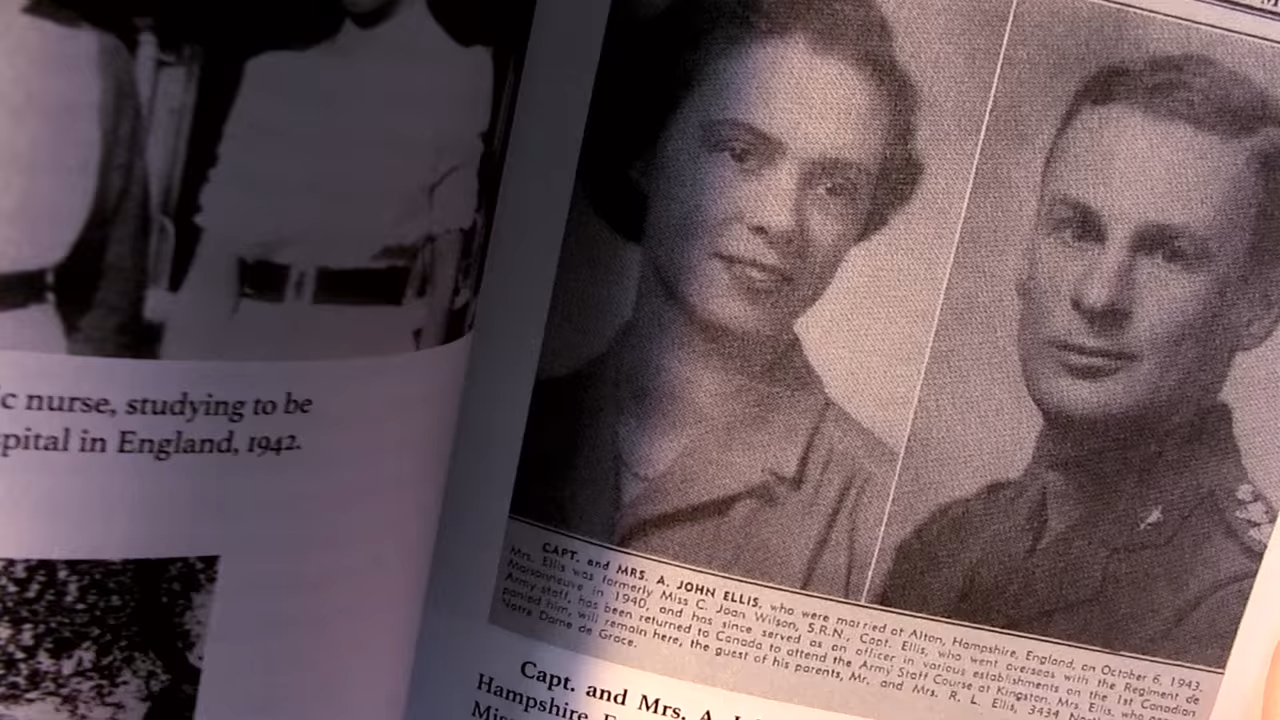 c nurse, studying to be
spital in England, 1942.
CAPT. and MRS. A. JOHN ELLIS, who were married at Alton, Hampshire, England, on October 6, 1943.
Mrs. Ellis was formerly Miss C. Joan Wilson, S.R.N., Capt. Ellis, who went overseas with the Regiment de
Maisonneuve in 1940, and has since served as an officer in various establishments on the 1st Canadian
Army staff, has been returned to Canada to attend the Army Staff Course at Kingston. Mrs. Ellis, who
panied him, will remain here, the guest of his parents, Mr. and Mrs. R. L. Ellis, 3434
Notre Dame de Grace.
Capt. and Mrs. A. J
Hampshire, E
Mis